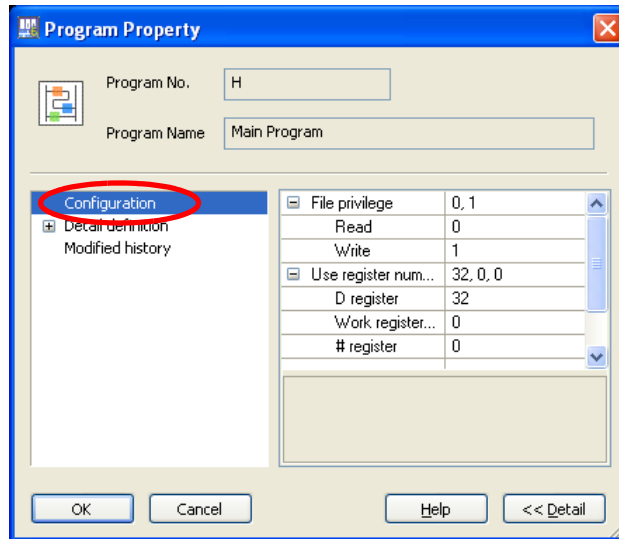 Program Property
Program No. H
Program Name Main Program
Configuration
Detail definition
Modified history
File privilege 0, 1
Read 0
Write 1
Use register num... 32, 0, 0
D register 32
Work register... 0
# register 0
OK Cancel Help << Detail